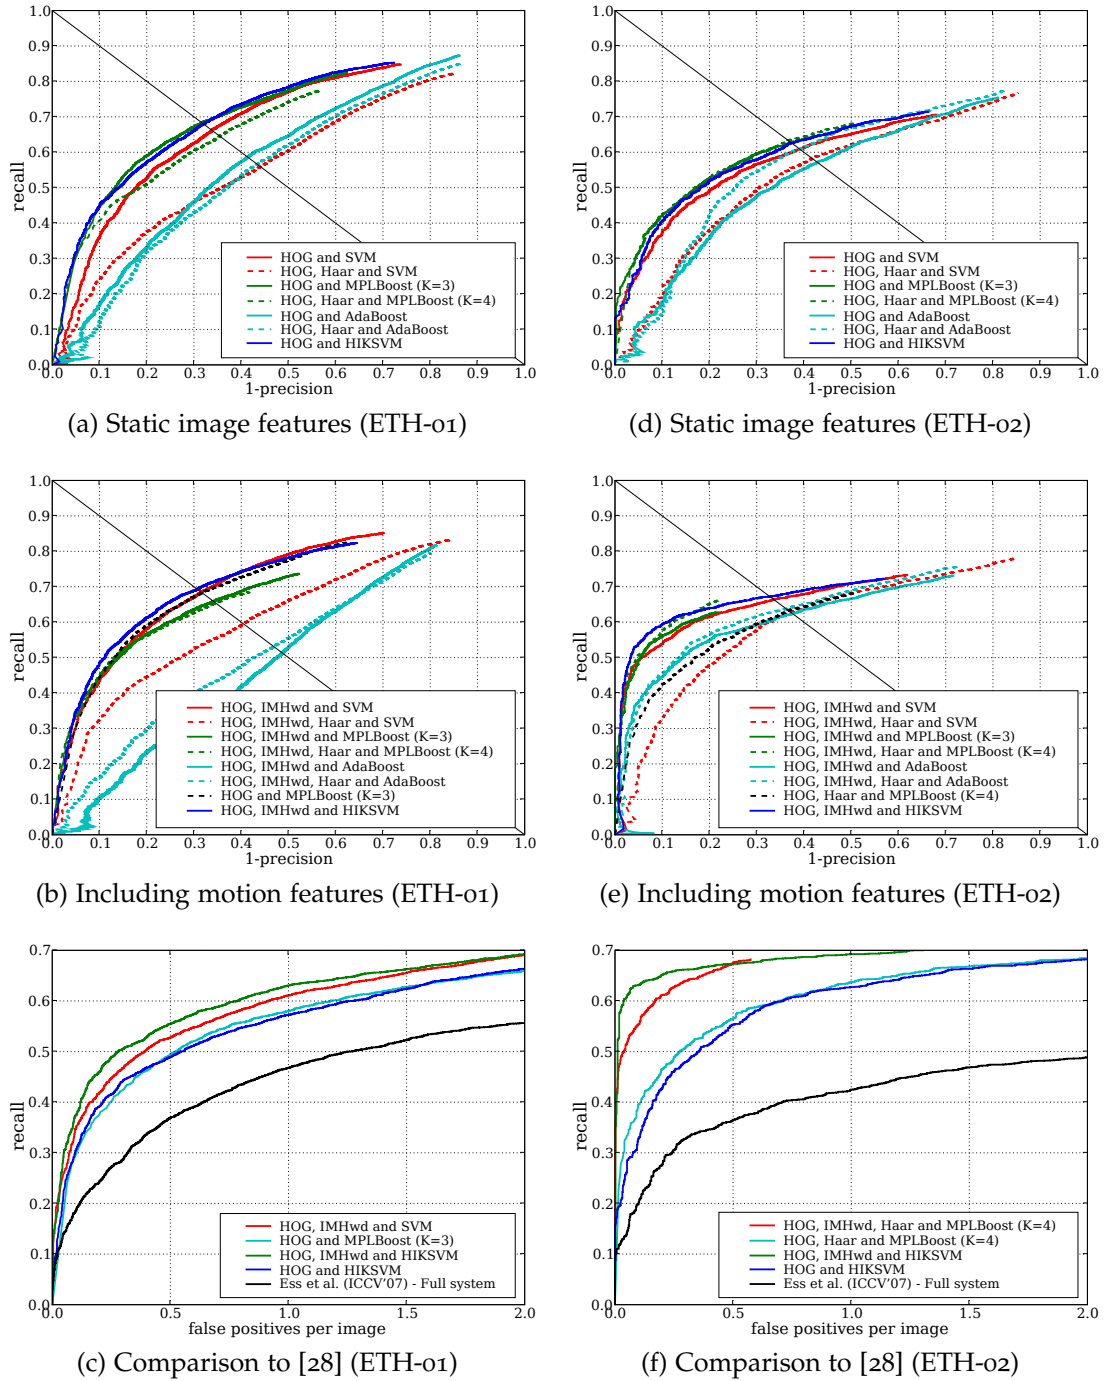 1.0
0.9
0.8
0.7
0.6
0.5
0.4
0.3
0.2
0.1
0.0
recall
HOG and SVM
HOG, Haar and SVM
HOG and MPLBoost (K=3)
HOG, Haar and MPLBoost (K=4)
HOG and AdaBoost
HOG, Haar and AdaBoost
HOG and HIKSVM
0.0 0.1 0.2 0.3 0.4 0.5 0.6 0.7 0.8 0.9 1.0
1-precision
(a) Static image features (ETH-01)
1.0
0.9
0.8
0.7
0.6
0.5
0.4
0.3
0.2
0.1
0.0
recall
HOG and SVM
HOG, Haar and SVM
HOG and MPLBoost (K=3)
HOG, Haar and MPLBoost (K=4)
HOG and AdaBoost
HOG, Haar and AdaBoost
HOG and HIKSVM
0.0 0.1 0.2 0.3 0.4 0.5 0.6 0.7 0.8 0.9 1.0
1-precision
(d) Static image features (ETH-02)
1.0
0.9
0.8
0.7
0.6
0.5
0.4
0.3
0.2
0.1
0.0
recall
HOG, IMHwd and SVM
HOG, IMHwd, Haar and SVM
HOG, IMHwd and MPLBoost (K=3)
HOG, IMHwd, Haar and MPLBoost (K=4)
HOG, IMHwd and AdaBoost
HOG, IMHwd, Haar and AdaBoost
HOG and MPLBoost (K=3)
HOG, IMHwd and HIKSVM
0.0 0.1 0.2 0.3 0.4 0.5 0.6 0.7 0.8 0.9 1.0
1-precision
(b) Including motion features (ETH-01)
1.0
0.9
0.8
0.7
0.6
0.5
0.4
0.3
0.2
0.1
0.0
recall
HOG, IMHwd and SVM
HOG, IMHwd, Haar and SVM
HOG, IMHwd and MPLBoost (K=3)
HOG, IMHwd, Haar and MPLBoost (K=4)
HOG, IMHwd and AdaBoost
HOG, IMHwd, Haar and AdaBoost
HOG, Haar and MPLBoost (K=4)
HOG, IMHwd and HIKSVM
0.0 0.1 0.2 0.3 0.4 0.5 0.6 0.7 0.8 0.9 1.0
1-precision
(e) Including motion features (ETH-02)
0.7
0.6
0.5
0.4
0.3
0.2
0.1
0.0
recall
HOG, IMHwd and SVM
HOG and MPLBoost (K=3)
HOG, IMHwd and HIKSVM
HOG and HIKSVM
Ess et al. (ICCV'07) - Full system
0.0 0.5 1.0 1.5 2.0
false positives per image
(c) Comparison to [28] (ETH-01)
0.7
0.6
0.5
0.4
0.3
0.2
0.1
0.0
recall
HOG, IMHwd, Haar and MPLBoost (K=4)
HOG, Haar and MPLBoost (K=4)
HOG, IMHwd and HIKSVM
HOG and HIKSVM
Ess et al. (ICCV'07) - Full system
0.0 0.5 1.0 1.5 2.0
false positives per image
(f) Comparison to [28] (ETH-02)